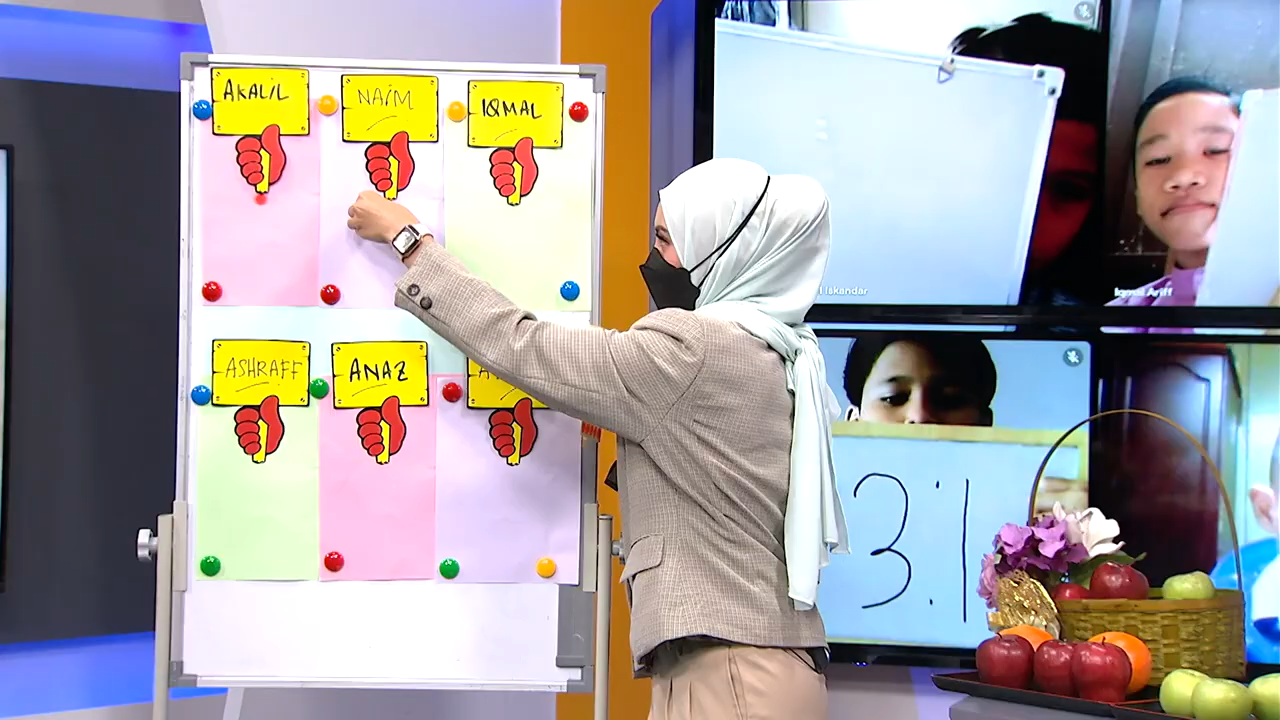 AKALIL
NAIM
IQMAL
ASHRAFF
ANAZ
Iskandar
Iqmal Ariff
3:1